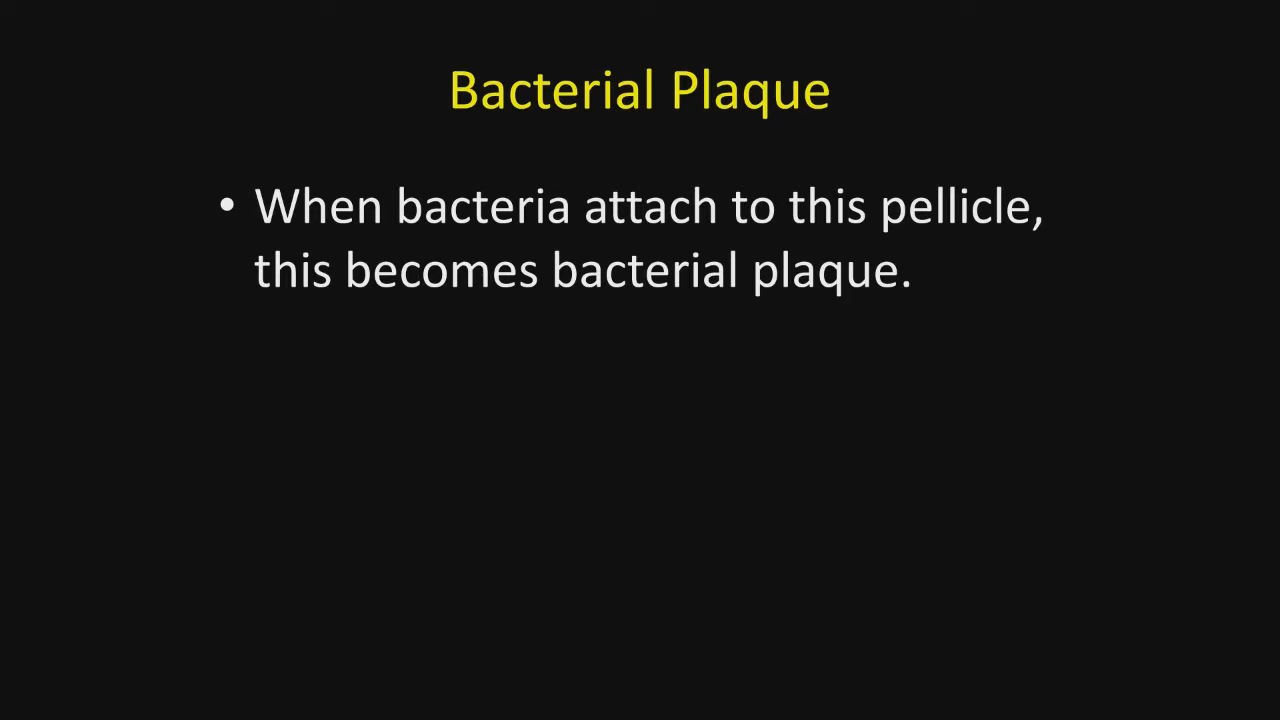 Bacterial Plaque
• When bacteria attach to this pellicle,
this becomes bacterial plaque.